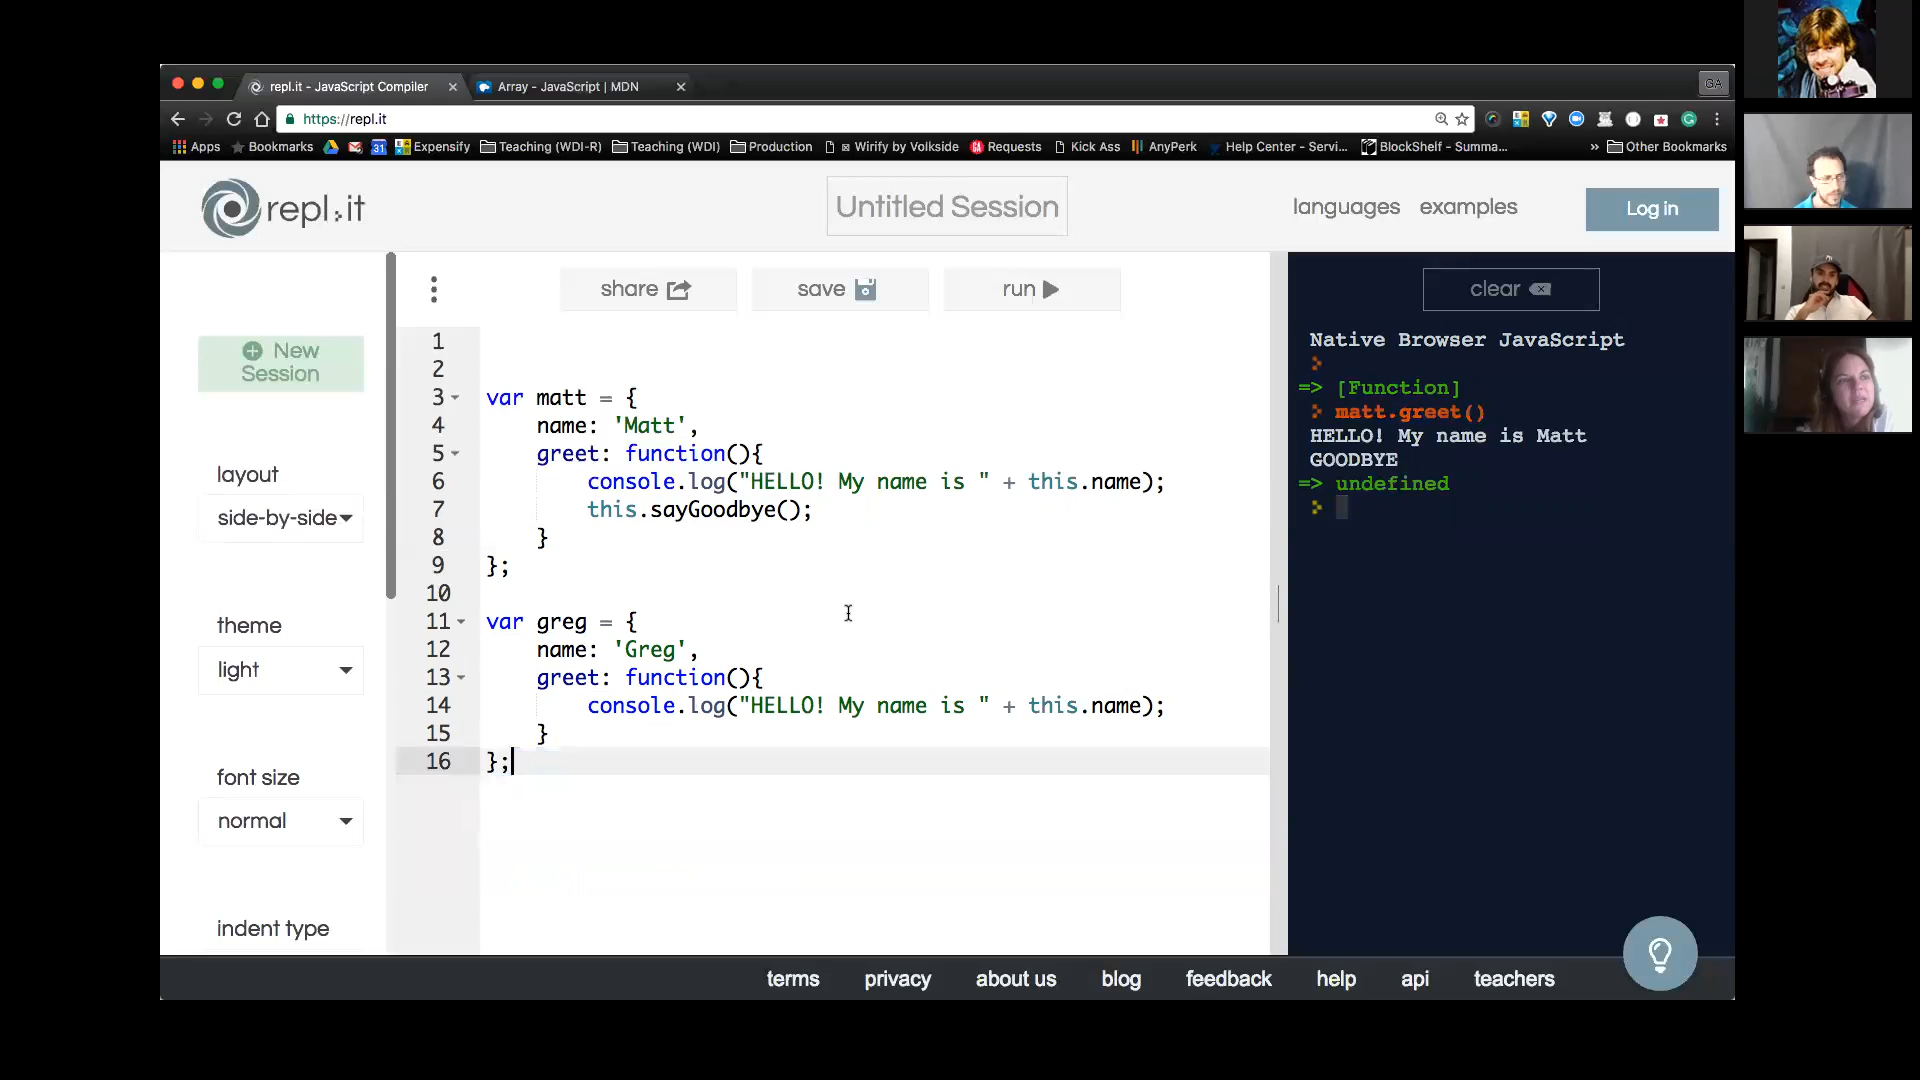 repl.it - JavaScript Compiler
Array - JavaScript | MDN
GA
https://repl.it
Apps
Bookmarks
31
Expensify
Teaching (WDI-R)
Teaching (WDI)
Production
Wirify by Volkside
Requests
Kick Ass
AnyPerk
Help Center - Servi...
BlockShelf - Summa...
»
Other Bookmarks
repl.it
Untitled Session
languages
examples
Log in
New Session
layout
side-by-side
theme
light
font size
normal
indent type
share
save
run
1
2
3 var matt = {
4 name: 'Matt',
5 greet: function(){
6 console.log("HELLO! My name is " + this.name);
7 this.sayGoodbye();
8 }
9 };
10
11 var greg = {
12 name: 'Greg',
13 greet: function(){
14 console.log("HELLO! My name is " + this.name);
15 }
16 };
clear
Native Browser JavaScript
=> [Function]
matt.greet()
HELLO! My name is Matt
GOODBYE
=> undefined
terms
privacy
about us
blog
feedback
help
api
teachers